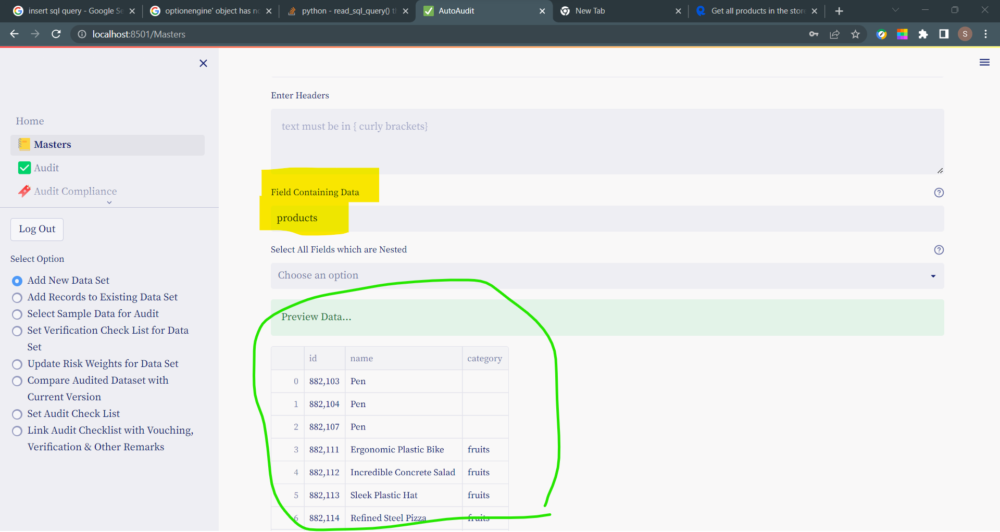 insert sql query - Google Se
optionengine' object has no
python - read_sql_query() th
AutoAudit
New Tab
Get all products in the store
localhost:8501/Masters
S
Home
Masters
Audit
Audit Compliance
Log Out
Select Option
Add New Data Set
Add Records to Existing Data Set
Select Sample Data for Audit
Set Verification Check List for Data
Set
Update Risk Weights for Data Set
Compare Audited Dataset with
Current Version
Set Audit Check List
Link Audit Checklist with Vouching,
Verification & Other Remarks
Enter Headers
text must be in { curly brackets}
Field Containing Data
products
Select All Fields which are Nested
Choose an option
Preview Data...
id name category
0 882,103 Pen
1 882,104 Pen
2 882,107 Pen
3 882,111 Ergonomic Plastic Bike fruits
4 882,112 Incredible Concrete Salad fruits
5 882,113 Sleek Plastic Hat fruits
6 882,114 Refined Steel Pizza fruits